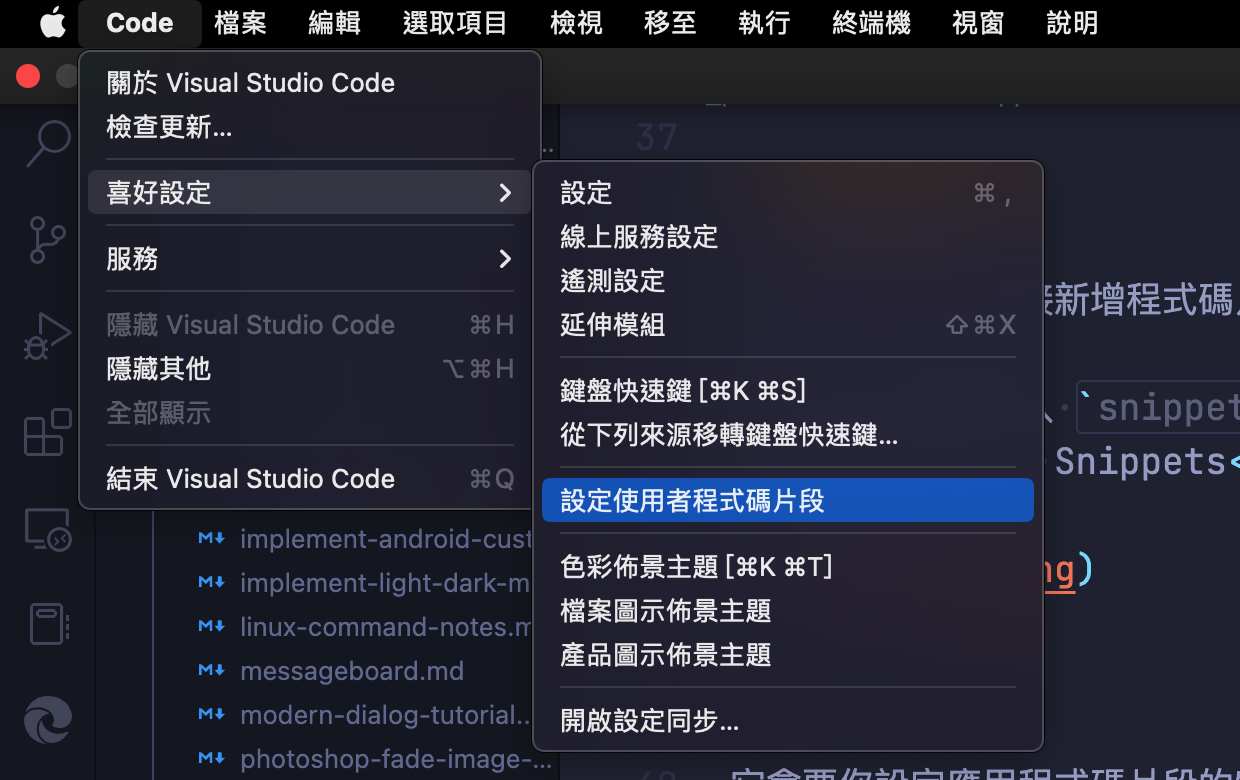 Code 檔案 編輯 選取項目 檢視 移至 執行 終端機 視窗 說明
關於 Visual Studio Code
檢查更新...
喜好設定
服務
隱藏 Visual Studio Code ⌘H
隱藏其他 ⌥⌘H
全部顯示
結束 Visual Studio Code ⌘Q
設定 ⌘ ,
線上服務設定
遙測設定
延伸模組 ⇧⌘X
鍵盤快速鍵 [⌘K ⌘S]
從下列來源移轉鍵盤快速鍵...
設定使用者程式碼片段
色彩佈景主題 [⌘K ⌘T]
檔案圖示佈景主題
產品圖示佈景主題
開啟設定同步...
implement-android-cust
implement-light-dark-m
linux-command-notes.m
messageboard.md
modern-dialog-tutorial...
photoshop-fade-image-...
37
新增程式碼
`snippet
Snippets<
ng)